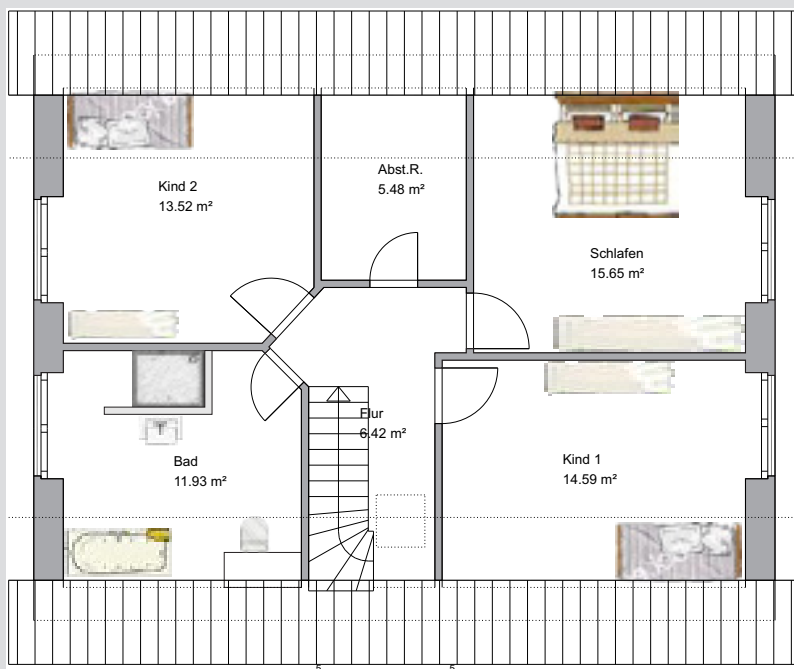 Abst.R.
5.48 m²
Kind 2
13.52 m²
Schlafen
15.65 m²
Flur
6.42 m²
Bad
11.93 m²
Kind 1
14.59 m²
5
5